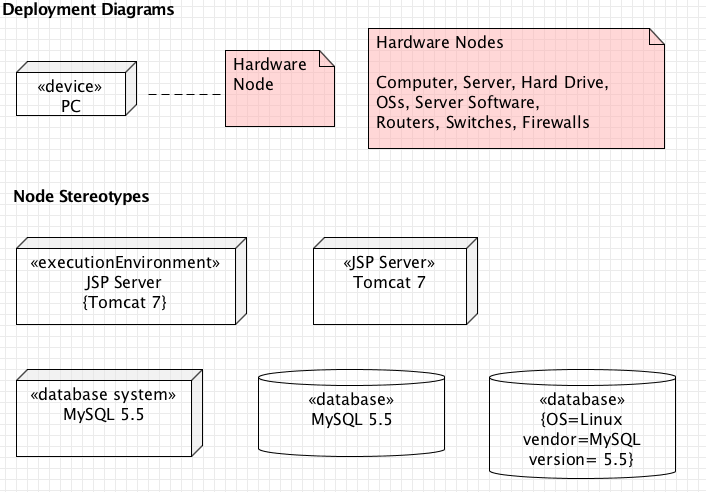 Deployment Diagrams
«device»
PC
Hardware
Node
Hardware Nodes
Computer, Server, Hard Drive,
OSs, Server Software,
Routers, Switches, Firewalls
Node Stereotypes
«executionEnvironment»
JSP Server
{Tomcat 7}
«JSP Server»
Tomcat 7
«database system»
MySQL 5.5
«database»
MySQL 5.5
«database»
{OS=Linux
vendor=MySQL
version= 5.5}